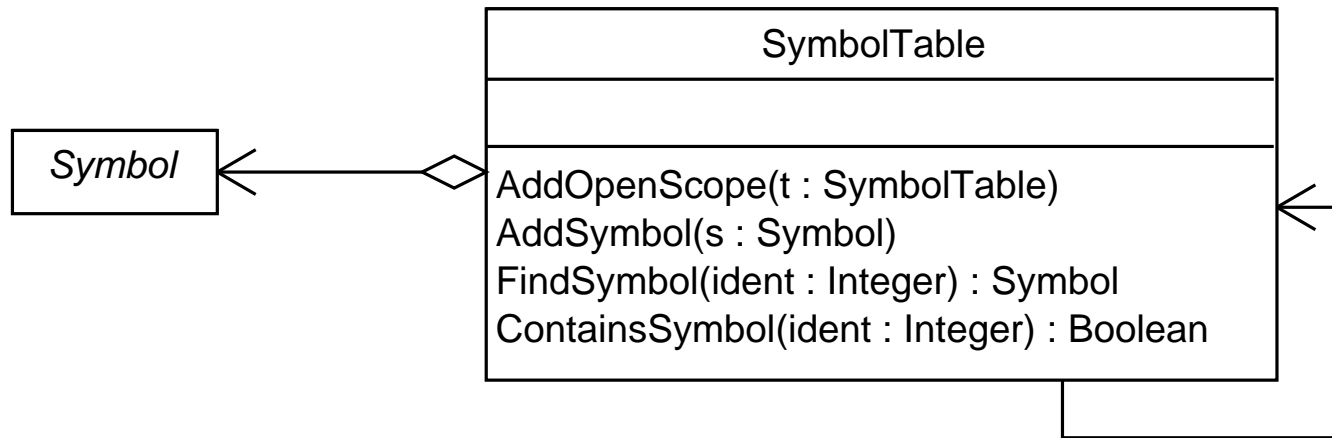 SymbolTable
Symbol
AddOpenScope(t : SymbolTable)
AddSymbol(s : Symbol)
FindSymbol(ident : Integer) : Symbol
ContainsSymbol(ident : Integer) : Boolean